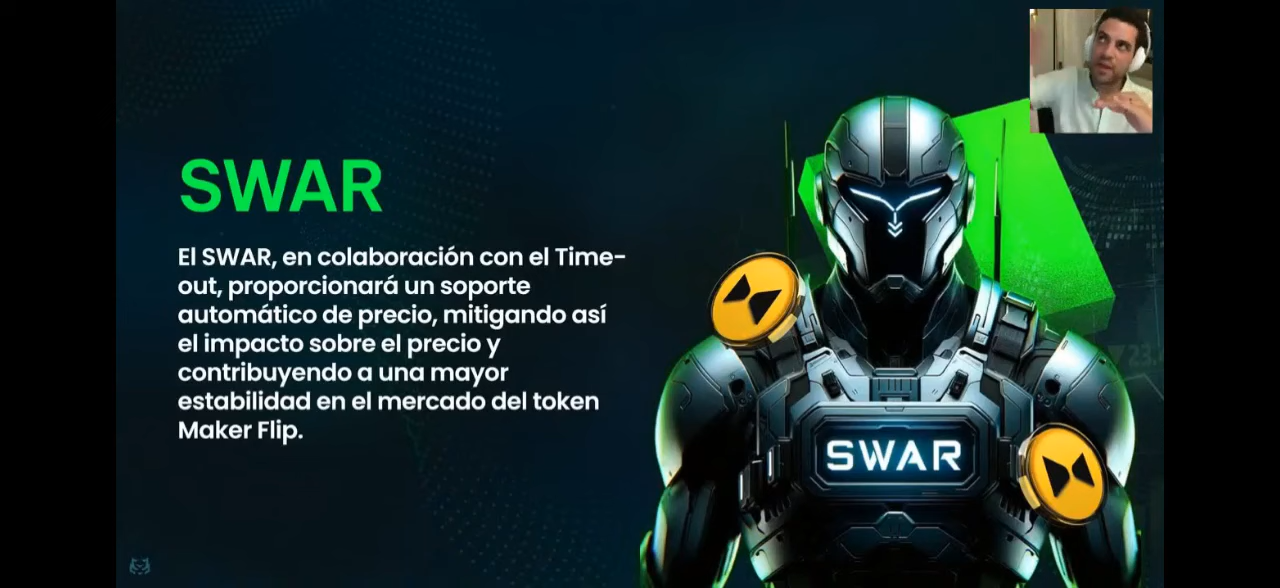 SWAR
El SWAR, en colaboración con el Time-
out, proporcionará un soporte
automático de precio, mitigando así
el impacto sobre el precio y
contribuyendo a una mayor
estabilidad en el mercado del token
Maker Flip.
SWAR